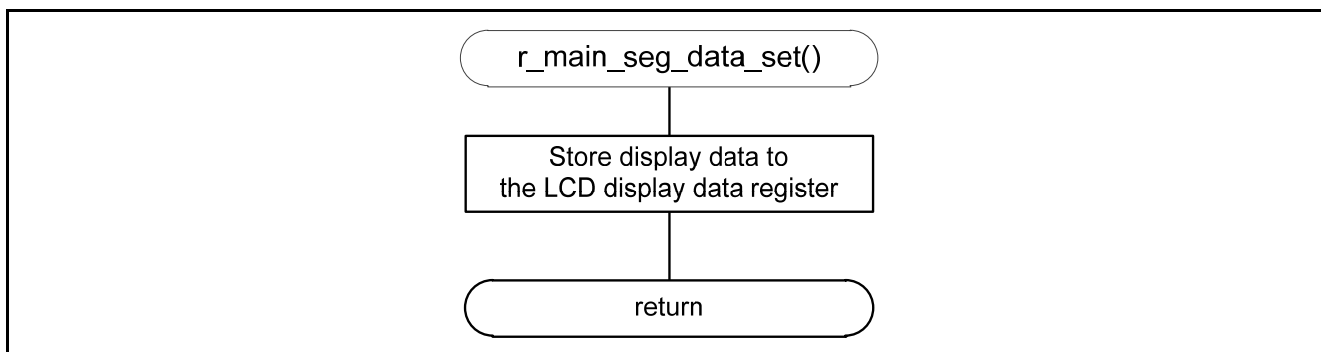 r_main_seg_data_set()
Store display data to
the LCD display data register
return